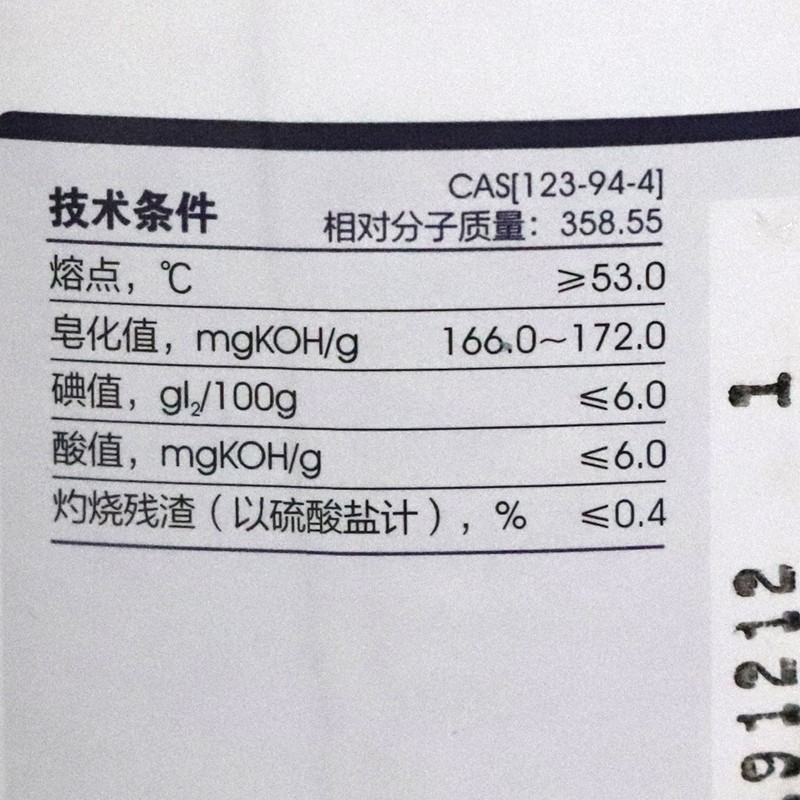 CAS[123-94-4]
技术条件 相对分子质量：358.55
熔点，℃ ≥53.0
皂化值，mgKOH/g 166.0~172.0
碘值，gI₂/100g ≤6.0
酸值，mgKOH/g ≤6.0
灼烧残渣（以硫酸盐计），% ≤0.4
1
91212